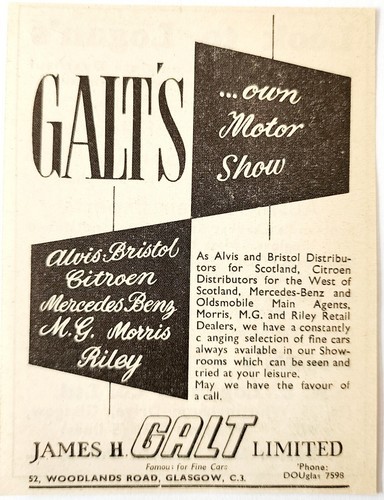 GALT'S
...own
Motor
Show
Alvis Bristol
Citroen
Mercedes Benz
M.G. Morris
Riley
As Alvis and Bristol Distribu-
tors for Scotland, Citroen
Distributors for the West of
Scotland, Mercedes-Benz and
Oldsmobile Main Agents,
Morris, M.G. and Riley Retail
Dealers, we have a constantly
c anging selection of fine cars
always available in our Show-
rooms which can be seen and
tried at your leisure.
May we have the favour of
a call.
JAMES H. GALT LIMITED
Famous for Fine Cars
52, WOODLANDS ROAD, GLASGOW, C.3.
'Phone:
DOUglas 7598